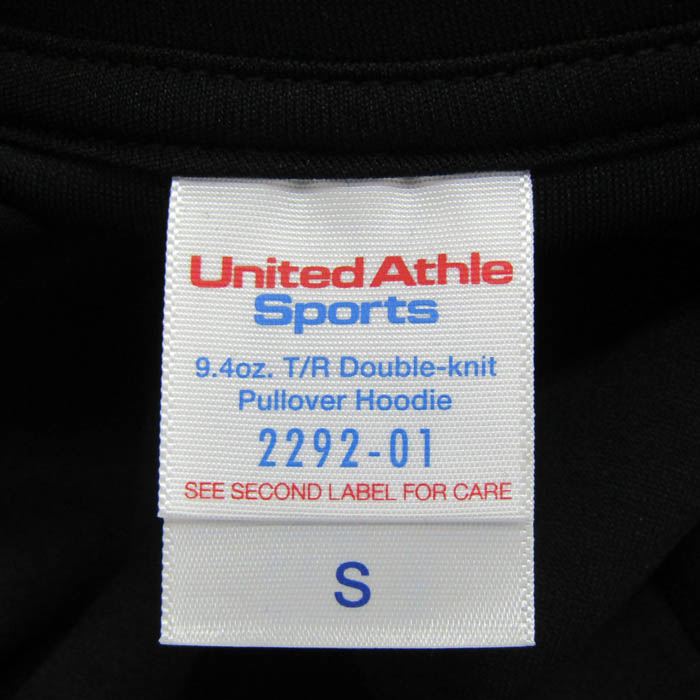 United Athle
Sports
9.4oz. T/R Double-knit
Pullover Hoodie
2292-01
SEE SECOND LABEL FOR CARE
S